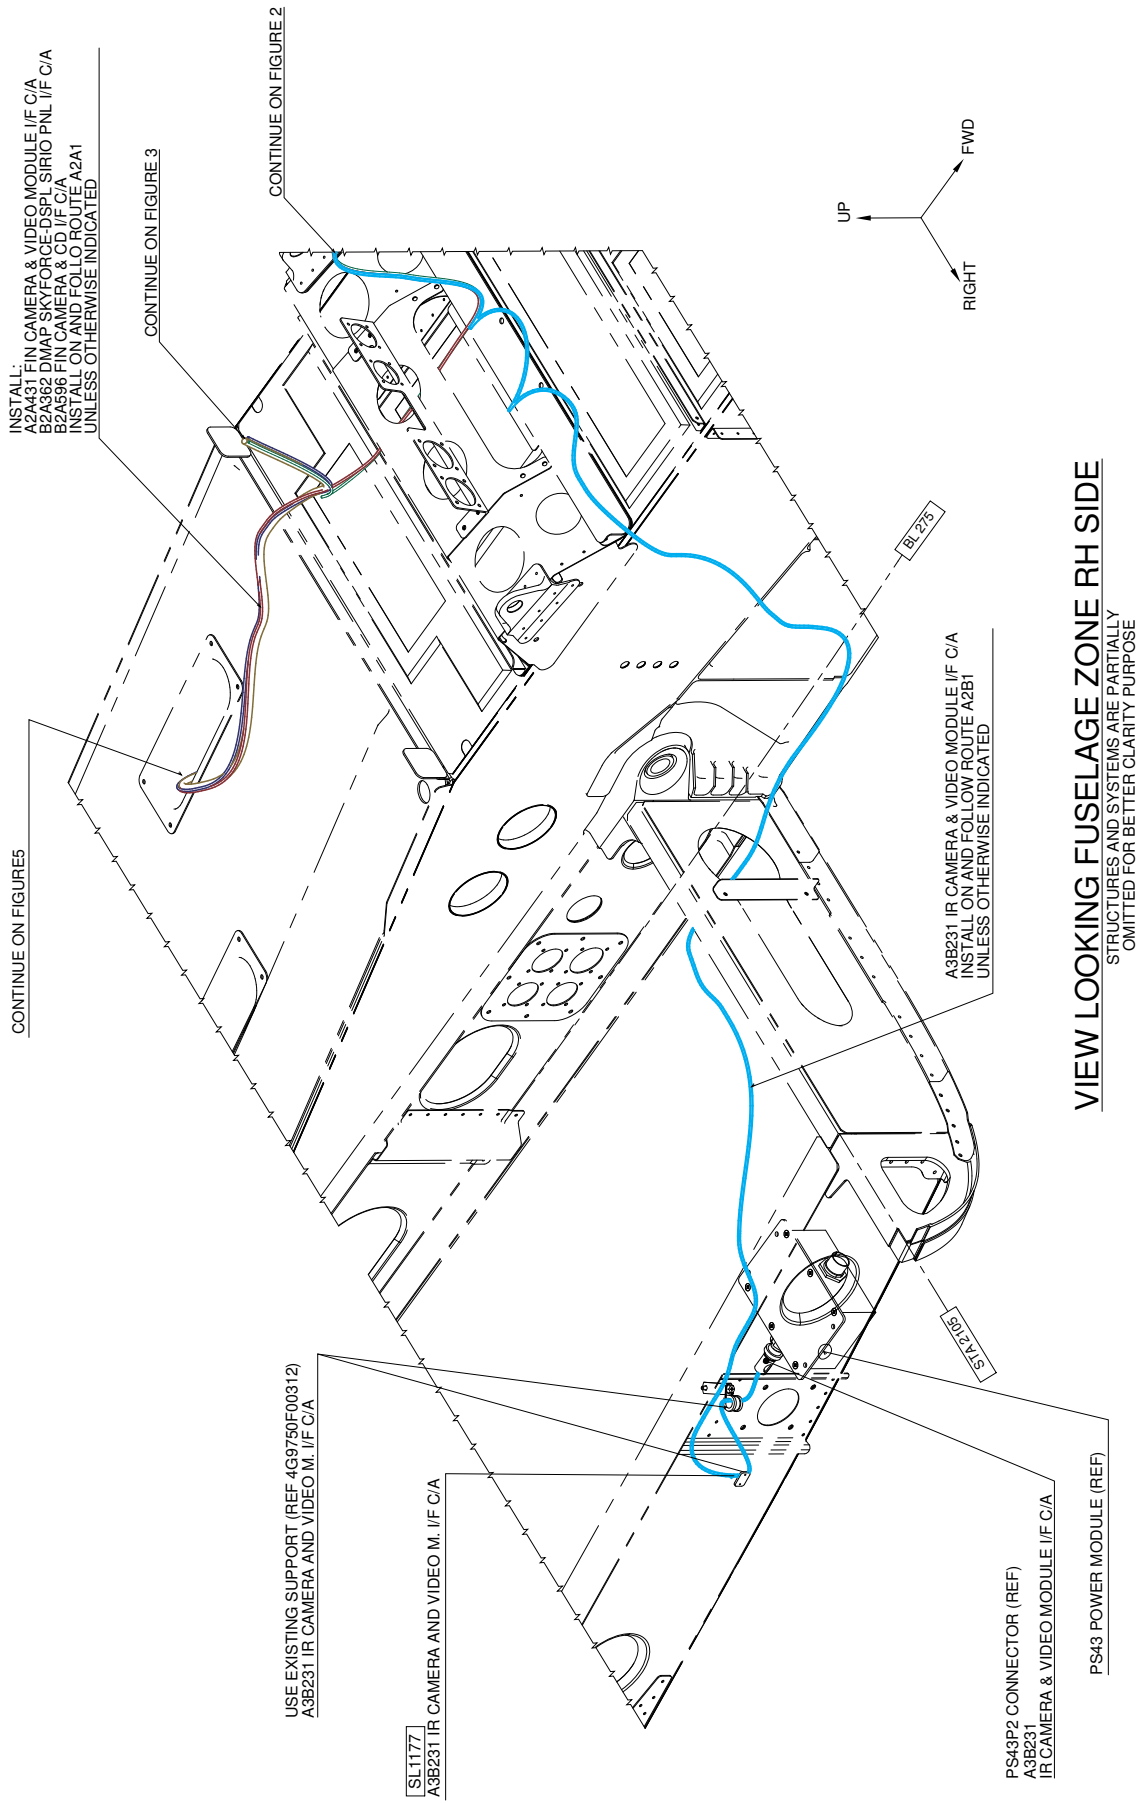 INSTALL:
A2A431 FIN CAMERA & VIDEO MODULE I/F C/A
B2A362 DMAP SKYFORCE-DSPL SIRIO PNL I/F C/A
B2A596 FIN CAMERA & CD I/F C/A
INSTALL ON AND FOLLO ROUTE A2A1
UNLESS OTHERWISE INDICATED
CONTINUE ON FIGURE 3
CONTINUE ON FIGURE 2
CONTINUE ON FIGURE5
UP
FWD
RIGHT
BL 275
A3B231 IR CAMERA & VIDEO MODULE I/F C/A
INSTALL ON AND FOLLOW ROUTE A2B1
UNLESS OTHERWISE INDICATED
STA 2105
USE EXISTING SUPPORT (REF 4G9750F00312)
A3B231 IR CAMERA AND VIDEO M. I/F C/A
SL1177
A3B231 IR CAMERA AND VIDEO M. I/F C/A
PS43P2 CONNECTOR (REF)
A3B231
IR CAMERA & VIDEO MODULE I/F C/A
PS43 POWER MODULE (REF)
VIEW LOOKING FUSELAGE ZONE RH SIDE
STRUCTURES AND SYSTEMS ARE PARTIALLY
OMITTED FOR BETTER CLARITY PURPOSE